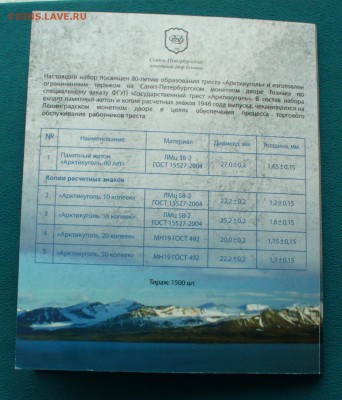 coins.lave.ru
Санкт-Петербургский
монетный двор Гознака
Настоящий набор посвящен 80-летию образования треста «Арктикуголь» и изготовлен
ограниченным тиражом на Санкт-Петербургском монетном дворе Гознака по
специальному заказу ФГУП «Государственный трест «Арктикуголь». В состав набора
входят памятный жетон и копии расчетных знаков 1946 года выпуска, чеканившихся на
Ленинградском монетном дворе в целях обеспечения процесса торгового
обслуживания работников треста.
№ Наименование Материал Диаметр, мм Толщина, мм
1 Памятный жетон «Арктикуголь, 80 лет» ЛМц 58-2 ГОСТ 15527-2004 27,0±0,2 1,65±0,15
Копии расчетных знаков
2 «Арктикуголь, 10 копеек» ЛМц 58-2 ГОСТ 15527-2004 22,2±0,2 1,2±0,15
3 «Арктикуголь, 15 копеек» ЛМц 58-2 ГОСТ 15527-2004 25,2±0,2 1,6±0,15
4 «Арктикуголь, 20 копеек» МН19 ГОСТ 492 20,0±0,2 1,15±0,15
5 «Арктикуголь, 50 копеек» МН19 ГОСТ 492 22,2±0,2 1,3±0,15
Тираж: 1500 шт.